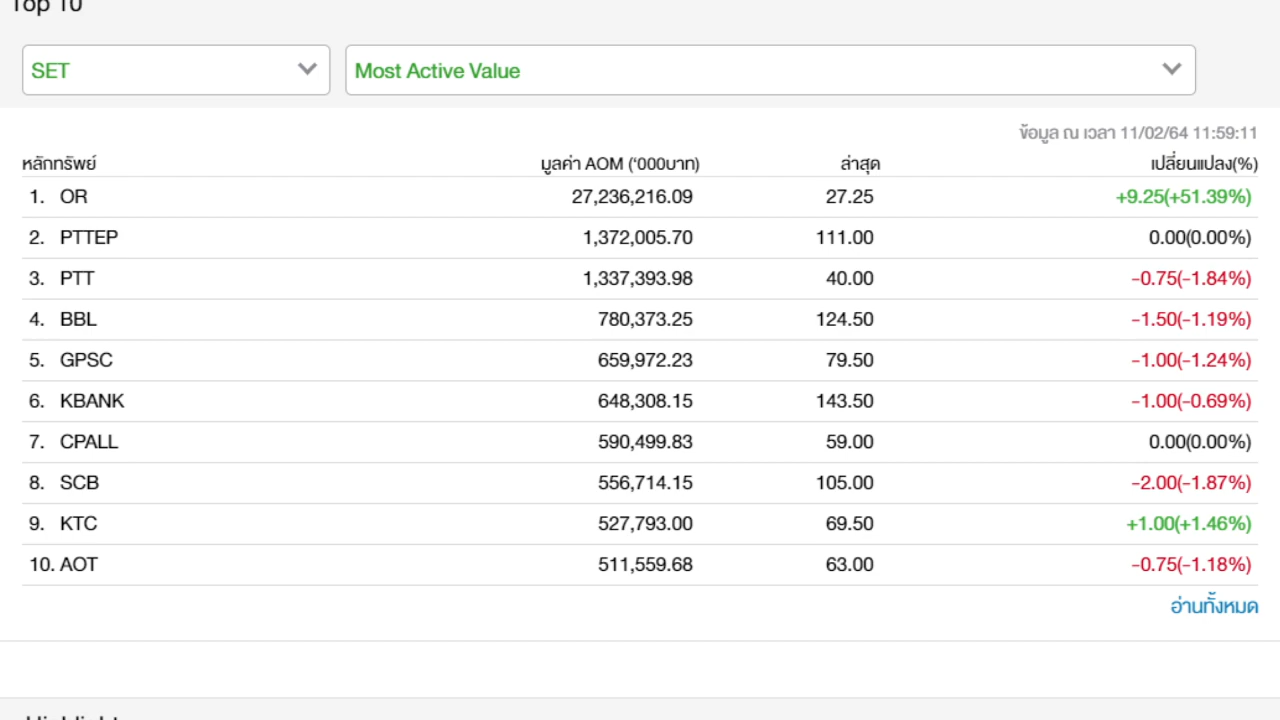 Top 10
SET Most Active Value
ข้อมูล ณ เวลา 11/02/64 11:59:11
หลักทรัพย์ มูลค่า AOM (‘000บาท) ล่าสุด เปลี่ยนแปลง(%)
1. OR 27,236,216.09 27.25 +9.25(+51.39%)
2. PTTEP 1,372,005.70 111.00 0.00(0.00%)
3. PTT 1,337,393.98 40.00 -0.75(-1.84%)
4. BBL 780,373.25 124.50 -1.50(-1.19%)
5. GPSC 659,972.23 79.50 -1.00(-1.24%)
6. KBANK 648,308.15 143.50 -1.00(-0.69%)
7. CPALL 590,499.83 59.00 0.00(0.00%)
8. SCB 556,714.15 105.00 -2.00(-1.87%)
9. KTC 527,793.00 69.50 +1.00(+1.46%)
10. AOT 511,559.68 63.00 -0.75(-1.18%)
อ่านทั้งหมด